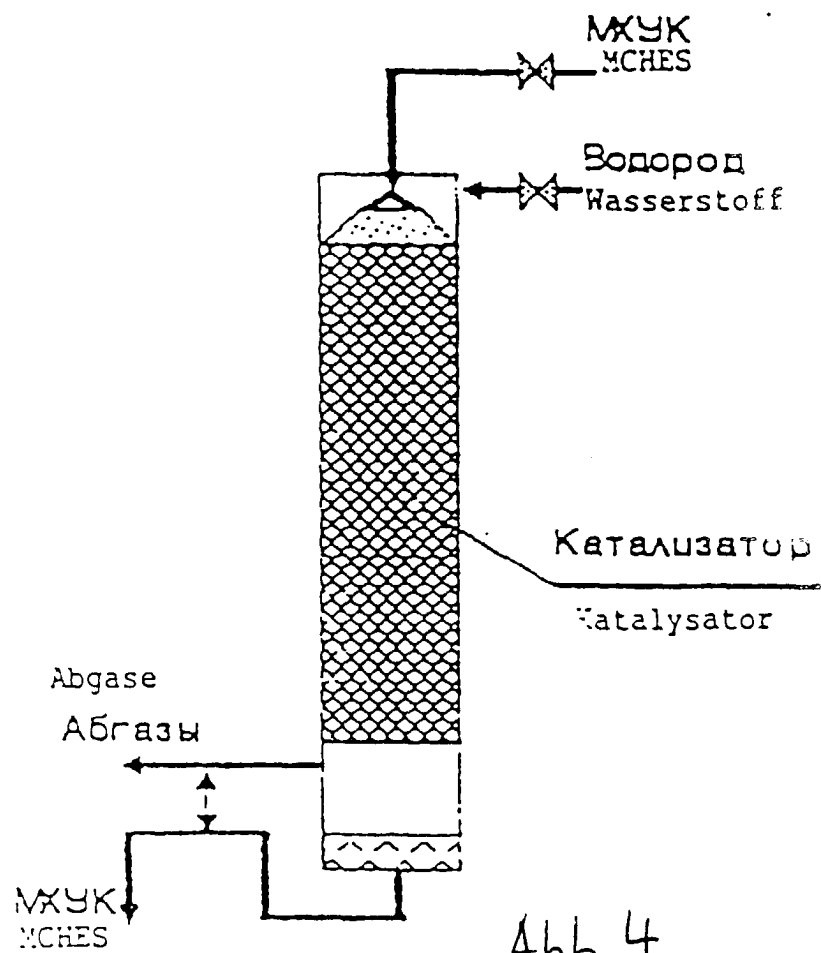 МХУК
MCHES
Водород
Wasserstoff
Катализатор
Katalysator
Abgase
Абгазы
МХУК
MCHES
Abb 4